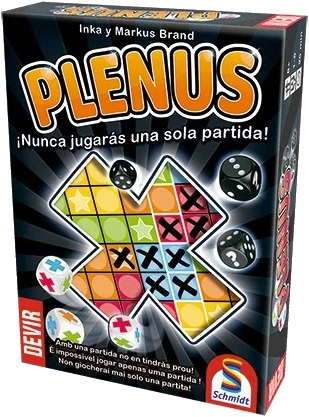 Inka y Markus Brand
PLENUS
¡Nunca jugarás una sola partida!
PLENUS
DEVIR
Amb una partida no en tindràs prou!
É impossível jogar apenas uma partida!
Non giocherai mai solo una partita!
Schmidt